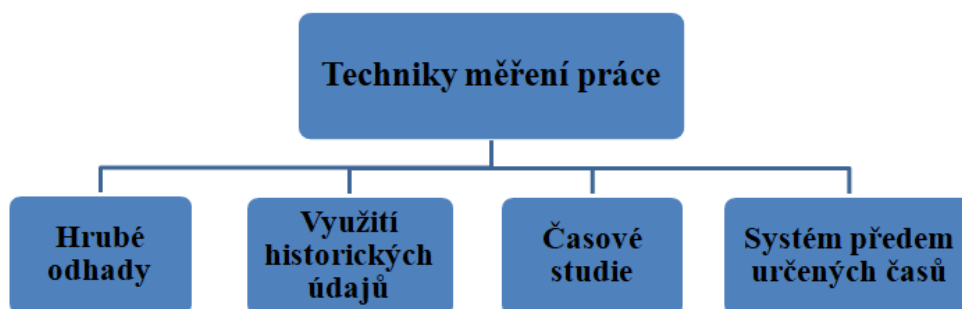 Techniky měření práce
Hrubé
odhady
Využití
historických
údajů
Časové
studie
Systém předem
určených časů